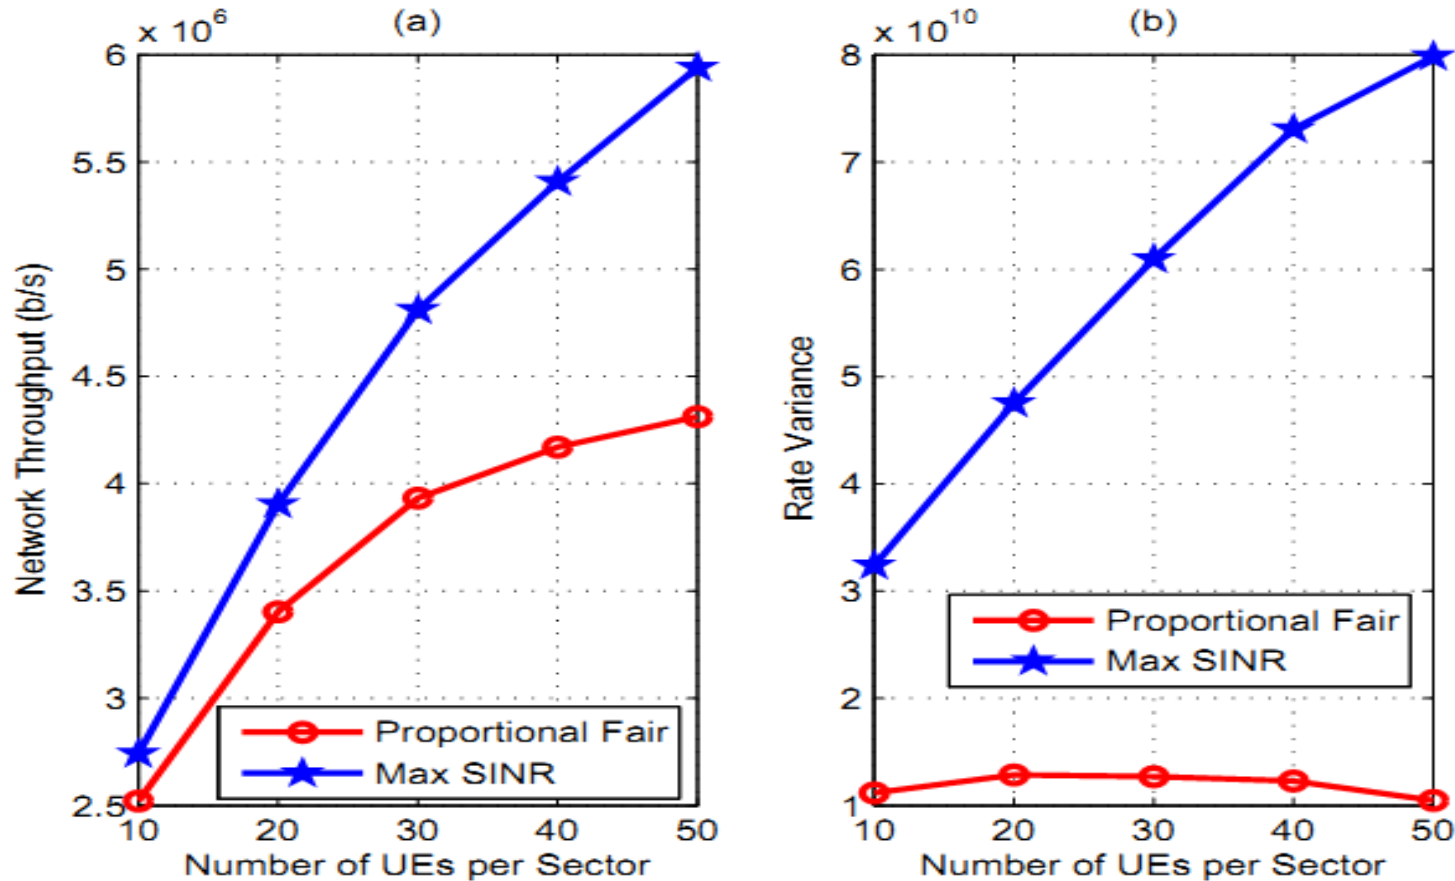 (a)
x 10^6
6
5.5
5
4.5
4
3.5
3
2.5
10 20 30 40 50
Network Throughput (b/s)
Number of UEs per Sector
Proportional Fair
Max SINR
(b)
x 10^10
8
7
6
5
4
3
2
1
10 20 30 40 50
Rate Variance
Number of UEs per Sector
Proportional Fair
Max SINR